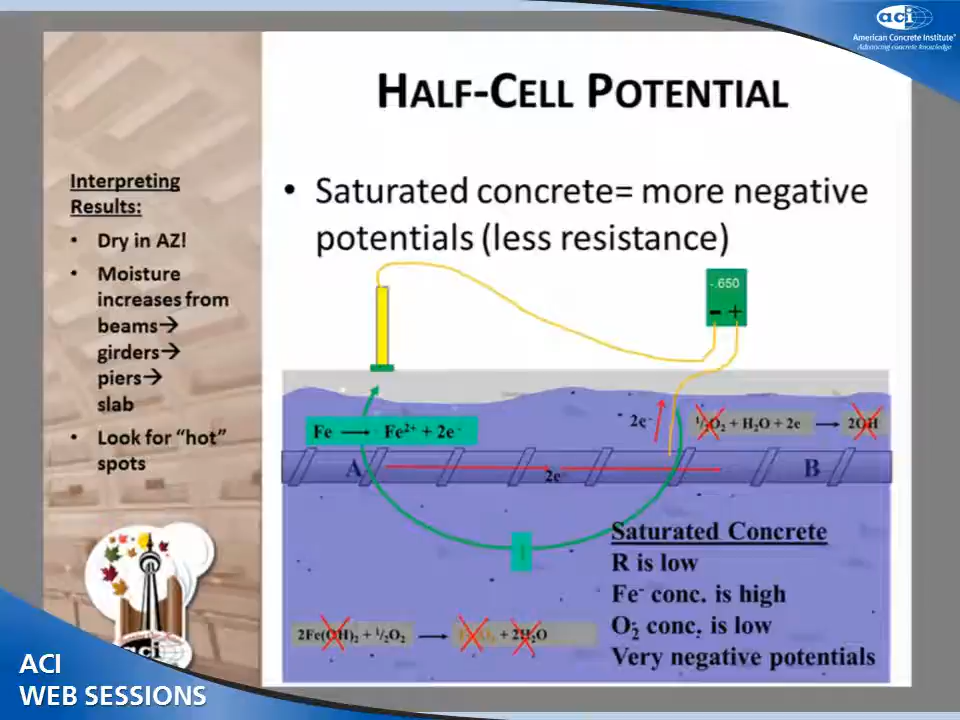 aci
American Concrete Institute®
Advancing concrete knowledge
HALF-CELL POTENTIAL
Interpreting
Results:
• Dry in AZ!
• Moisture
increases from
beams→
girders→
piers→
slab
• Look for “hot”
spots
• Saturated concrete= more negative
potentials (less resistance)
-.650
- +
Fe → Fe²⁺ + 2e⁻
2e⁻
¹/₂O₂ + H₂O + 2e → 2OH
A
2e⁻
B
Saturated Concrete
R is low
Fe⁻ conc. is high
O₂⁻ conc. is low
Very negative potentials
2Fe(OH)₂ + ¹/₂O₂ → + 2H₂O
aci
ACI
WEB SESSIONS